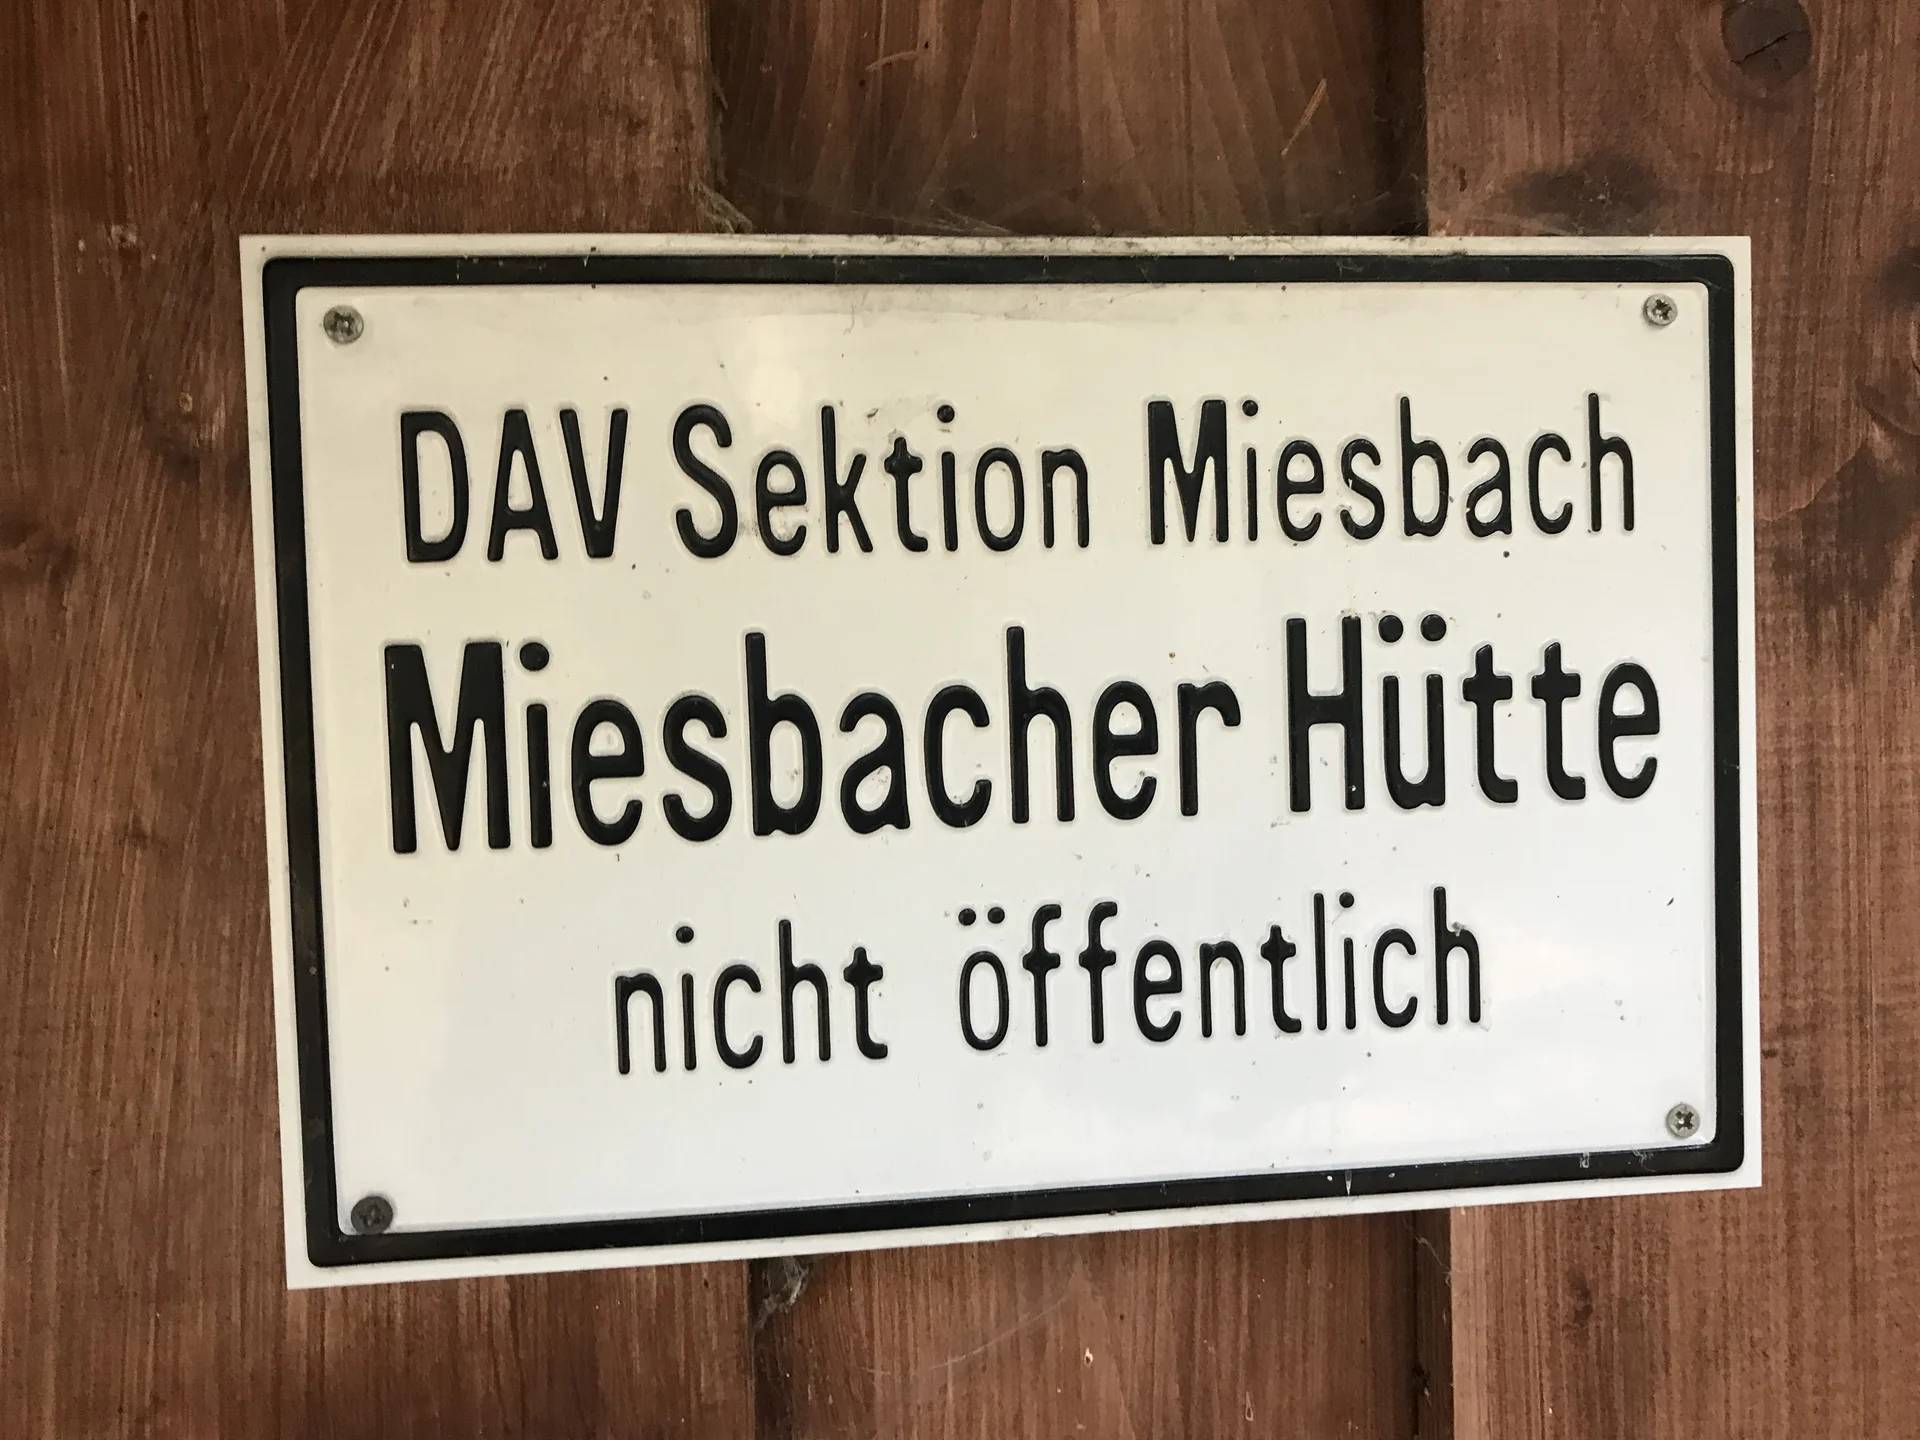 DAV Sektion Miesbach
Miesbacher Hütte
nicht öffentlich